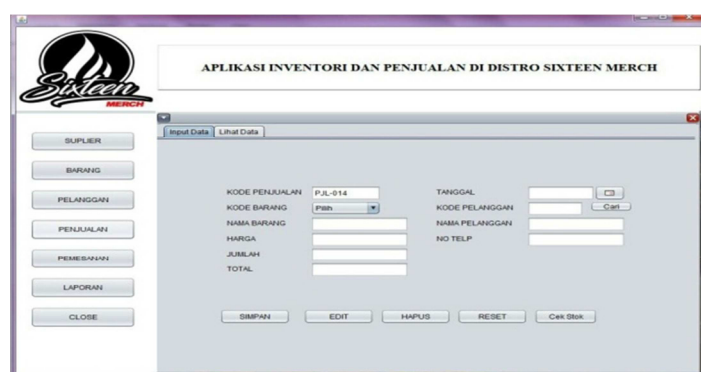 Sixteen
MERCH
APLIKASI INVENTORI DAN PENJUALAN DI DISTRO SIXTEEN MERCH
SUPLIER
BARANG
PELANGGAN
PENJUALAN
PEMESANAN
LAPORAN
CLOSE
Input Data Lihat Data
KODE PENJUALAN PJL-014 TANGGAL
KODE BARANG Pilih KODE PELANGGAN Cari
NAMA BARANG NAMA PELANGGAN
HARGA NO TELP
JUMLAH
TOTAL
SIMPAN EDIT HAPUS RESET Cek Stok